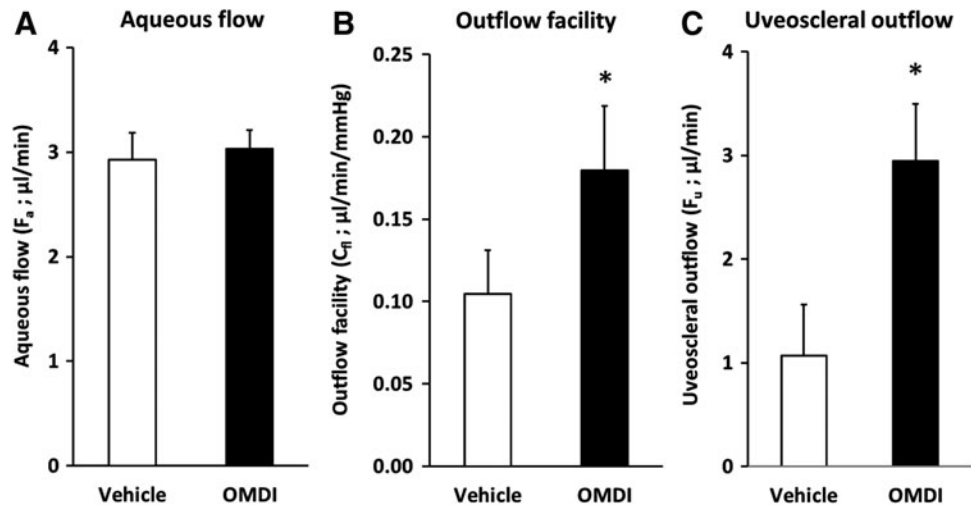 A Aqueous flow
Aqueous flow (Fa ; µl/min)
4
3
2
1
0
Vehicle OMDI
B Outflow facility
Outflow facility (Cfl ; µl/min/mmHg)
0.25
0.20
0.15
0.10
0.05
0.00
*
Vehicle OMDI
C Uveoscleral outflow
Uveoscleral outflow (Fu ; µl/min)
4
3
2
1
0
*
Vehicle OMDI